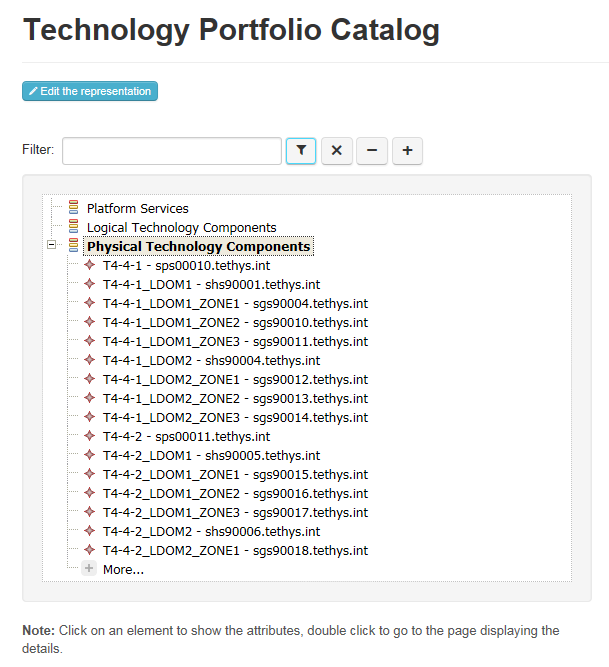 Technology Portfolio Catalog
Edit the representation
Filter:
Platform Services
Logical Technology Components
Physical Technology Components
T4-4-1 - sps00010.tethys.int
T4-4-1_LDOM1 - shs90001.tethys.int
T4-4-1_LDOM1_ZONE1 - sgs90004.tethys.int
T4-4-1_LDOM1_ZONE2 - sgs90010.tethys.int
T4-4-1_LDOM1_ZONE3 - sgs90011.tethys.int
T4-4-1_LDOM2 - shs90004.tethys.int
T4-4-1_LDOM2_ZONE1 - sgs90012.tethys.int
T4-4-1_LDOM2_ZONE2 - sgs90013.tethys.int
T4-4-1_LDOM2_ZONE3 - sgs90014.tethys.int
T4-4-2 - sps00011.tethys.int
T4-4-2_LDOM1 - shs90005.tethys.int
T4-4-2_LDOM1_ZONE1 - sgs90015.tethys.int
T4-4-2_LDOM1_ZONE2 - sgs90016.tethys.int
T4-4-2_LDOM1_ZONE3 - sgs90017.tethys.int
T4-4-2_LDOM2 - shs90006.tethys.int
T4-4-2_LDOM2_ZONE1 - sgs90018.tethys.int
More...
Note: Click on an element to show the attributes, double click to go to the page displaying the
details.